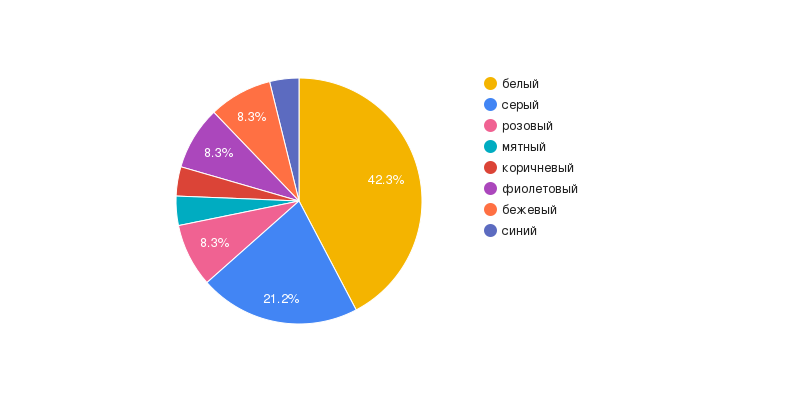 42.3%
21.2%
8.3%
8.3%
8.3%
белый
серый
розовый
мятный
коричневый
фиолетовый
бежевый
синий